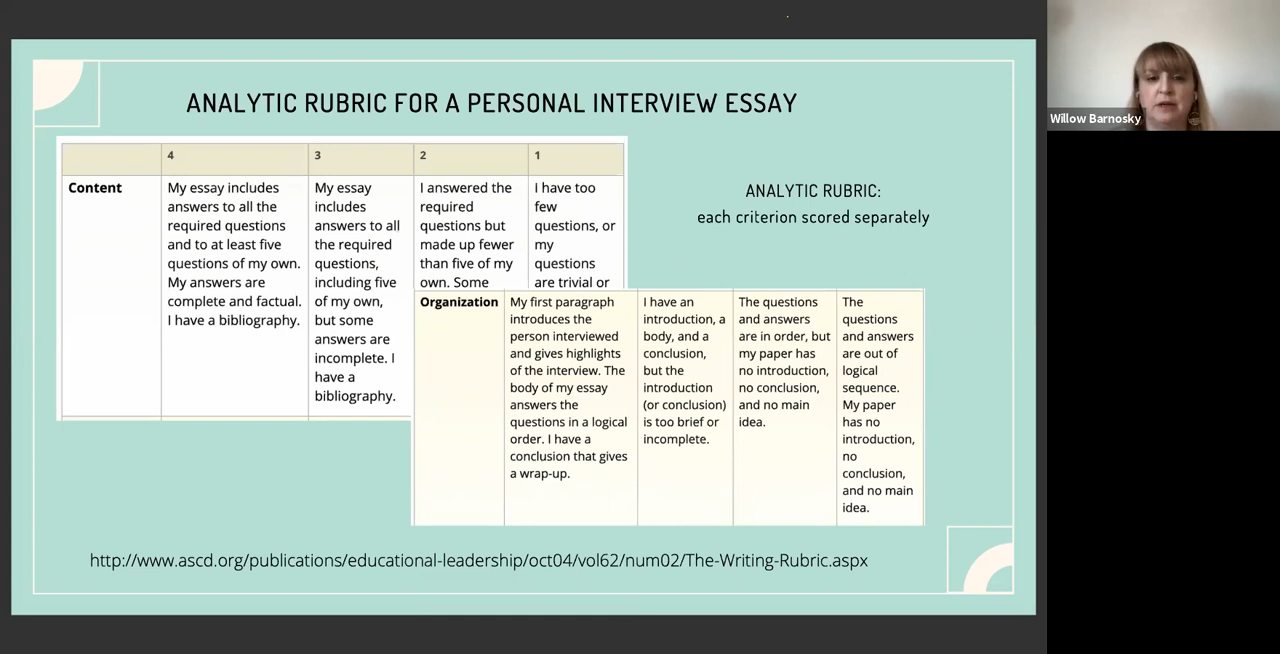 ANALYTIC RUBRIC FOR A PERSONAL INTERVIEW ESSAY
4
3
2
1
Content
My essay includes
answers to all the
required questions
and to at least five
questions of my own.
My answers are
complete and factual.
I have a bibliography.
My essay
includes
answers to all
the required
questions,
including five
of my own,
but some
answers are
incomplete. I
have a
bibliography.
I answered the
required
questions but
made up fewer
than five of my
own. Some
I have too
few
questions, or
my
questions
are trivial or
ANALYTIC RUBRIC:
each criterion scored separately
Organization
My first paragraph
introduces the
person interviewed
and gives highlights
of the interview. The
body of my essay
answers the
questions in a logical
order. I have a
conclusion that gives
a wrap-up.
I have an
introduction, a
body, and a
conclusion,
but the
introduction
(or conclusion)
is too brief or
incomplete.
The questions
and answers
are in order, but
my paper has
no introduction,
no conclusion,
and no main
idea.
The
questions
and answers
are out of
logical
sequence.
My paper
has no
introduction,
no
conclusion,
and no main
idea.
http://www.ascd.org/publications/educational-leadership/oct04/vol62/num02/The-Writing-Rubric.aspx
Willow Barnosky